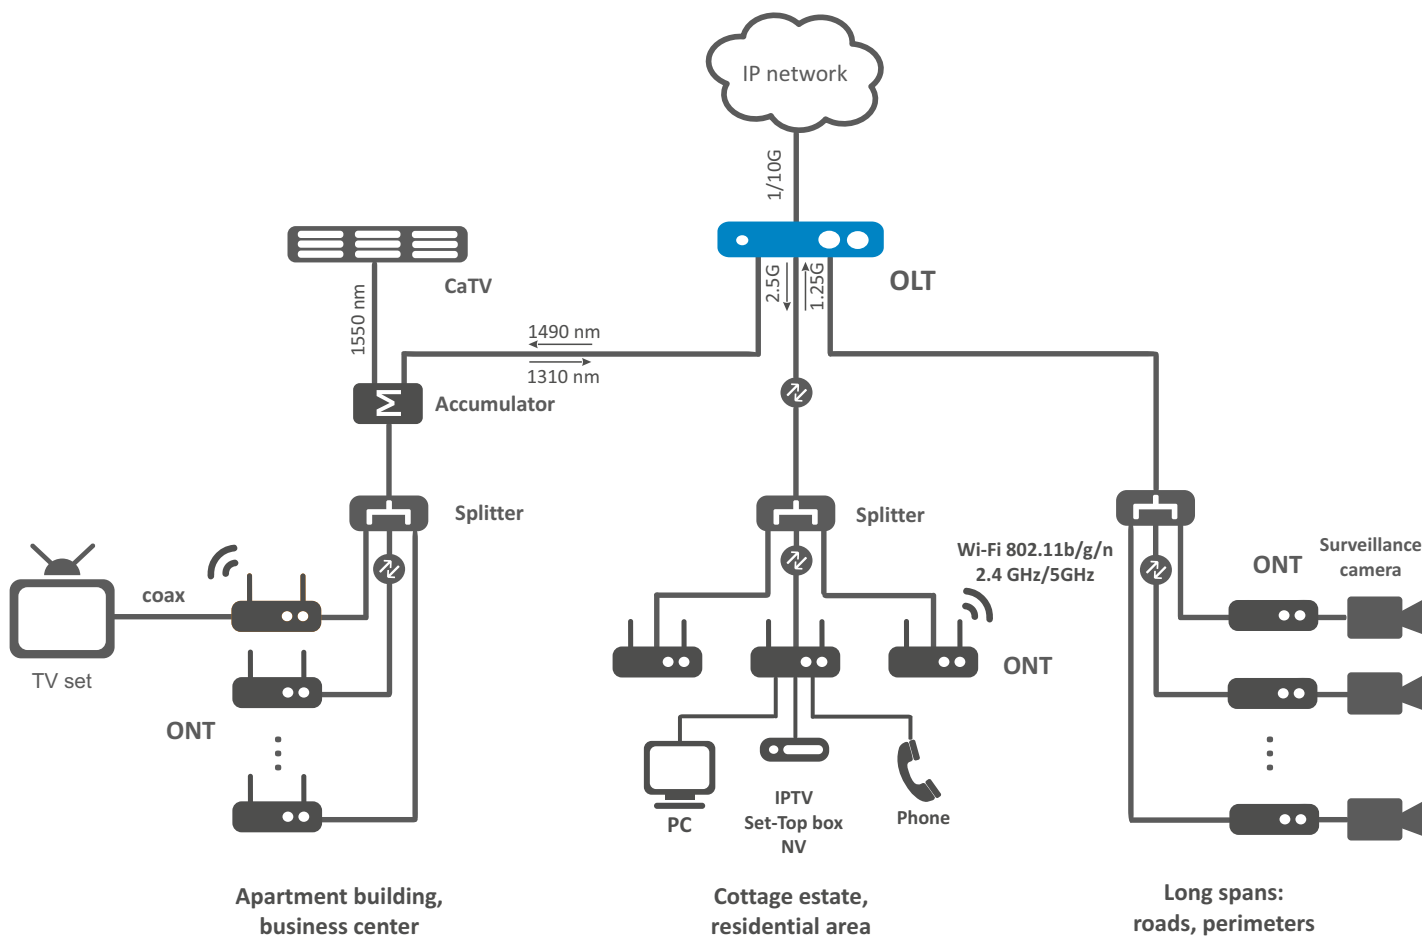 IP network
1/10G
CaTV
OLT
2.5G
1.25G
1550 nm
1490 nm
1310 nm
Accumulator
Splitter
Splitter
Wi-Fi 802.11b/g/n
2.4 GHz/5GHz
ONT
Surveillance
camera
coax
TV set
ONT
ONT
PC
IPTV
Set-Top box
NV
Phone
Apartment building,
business center
Cottage estate,
residential area
Long spans:
roads, perimeters